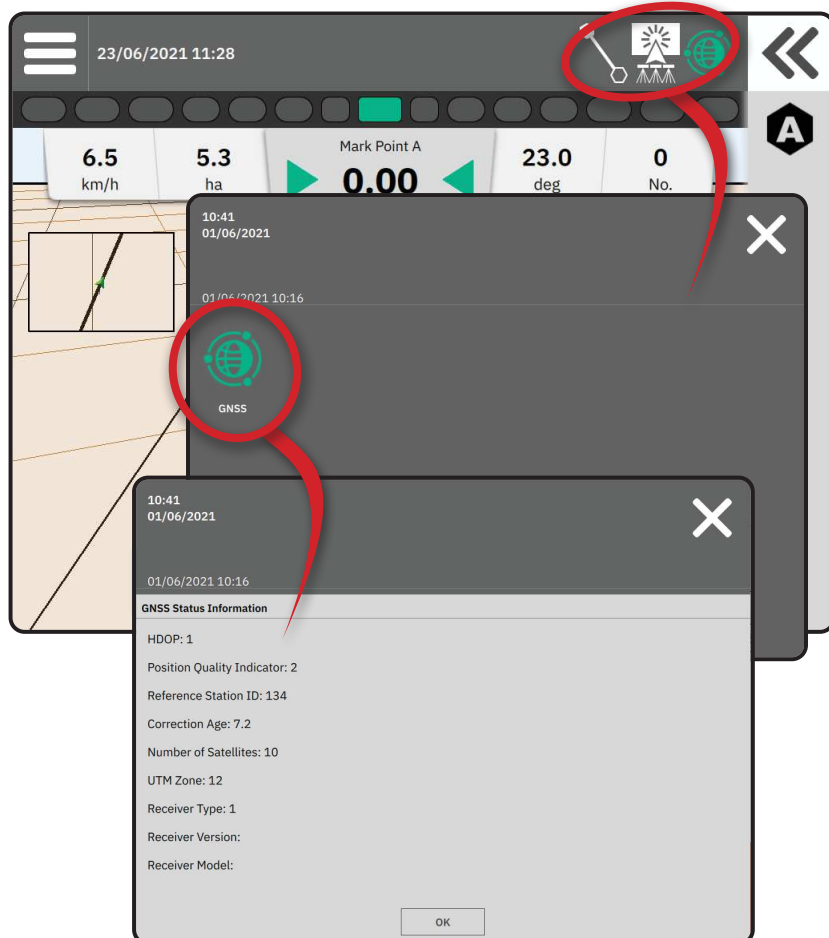 23/06/2021 11:28
A
6.5
km/h
5.3
ha
Mark Point A
0.00
23.0
deg
0
No.
10:41
01/06/2021
01/06/2021 10:16
GNSS
10:41
01/06/2021
01/06/2021 10:16
GNSS Status Information
HDOP: 1
Position Quality Indicator: 2
Reference Station ID: 134
Correction Age: 7.2
Number of Satellites: 10
UTM Zone: 12
Receiver Type: 1
Receiver Version:
Receiver Model:
OK